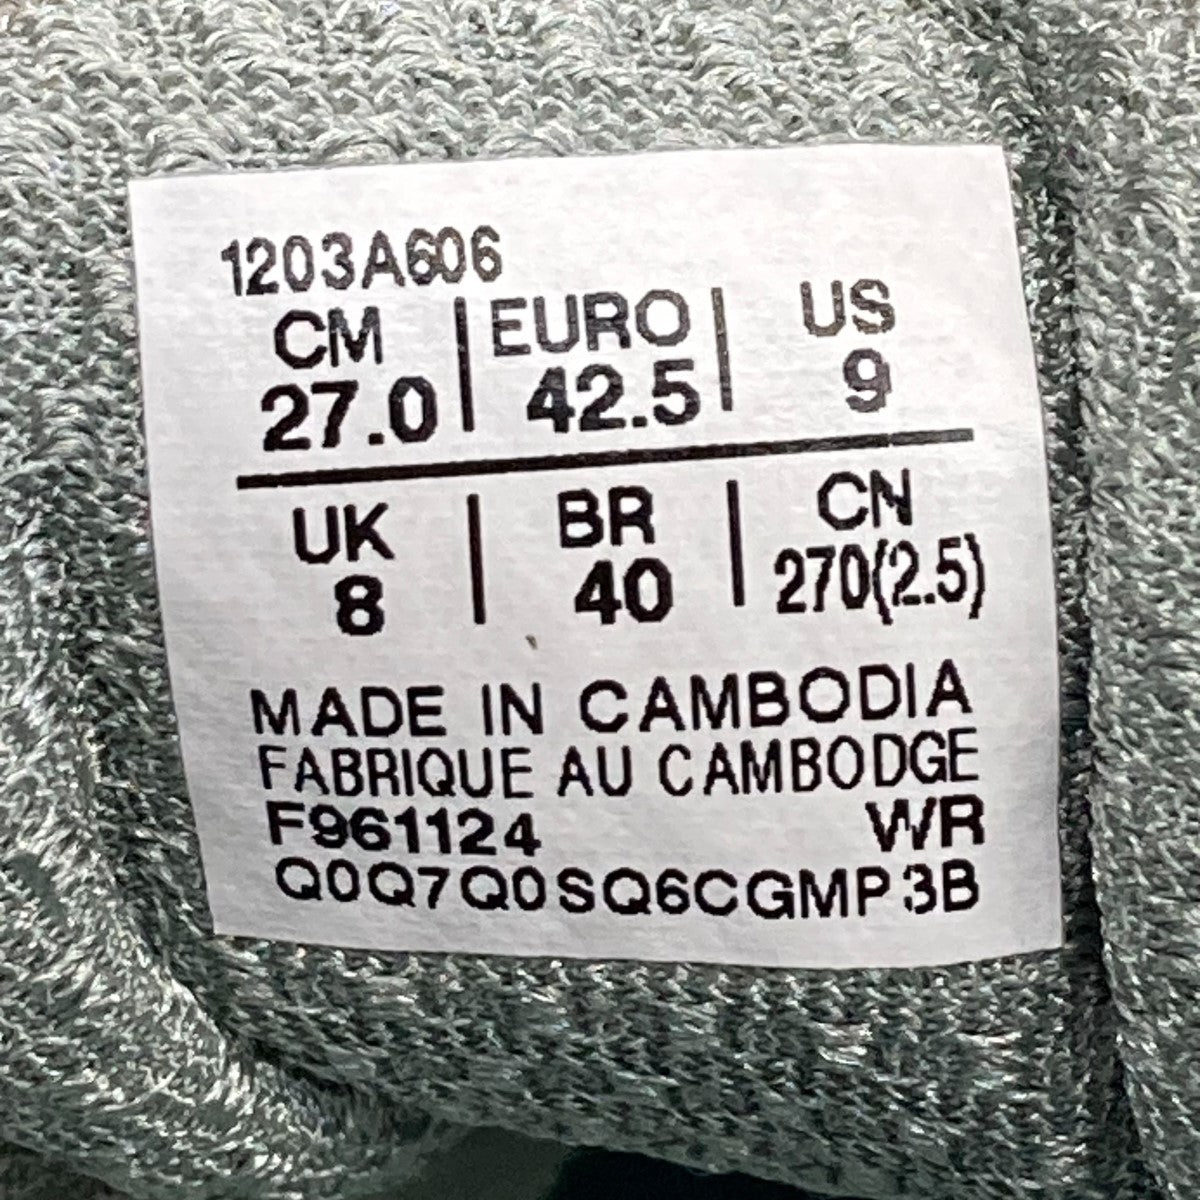 1203A606
CM | EURO | US
27.0 | 42.5 | 9
UK | BR | CN
8 | 40 | 270(2.5)
MADE IN CAMBODIA
FABRIQUE AU CAMBODGE
F961124 WR
Q0Q7Q0SQ6CGMP3B